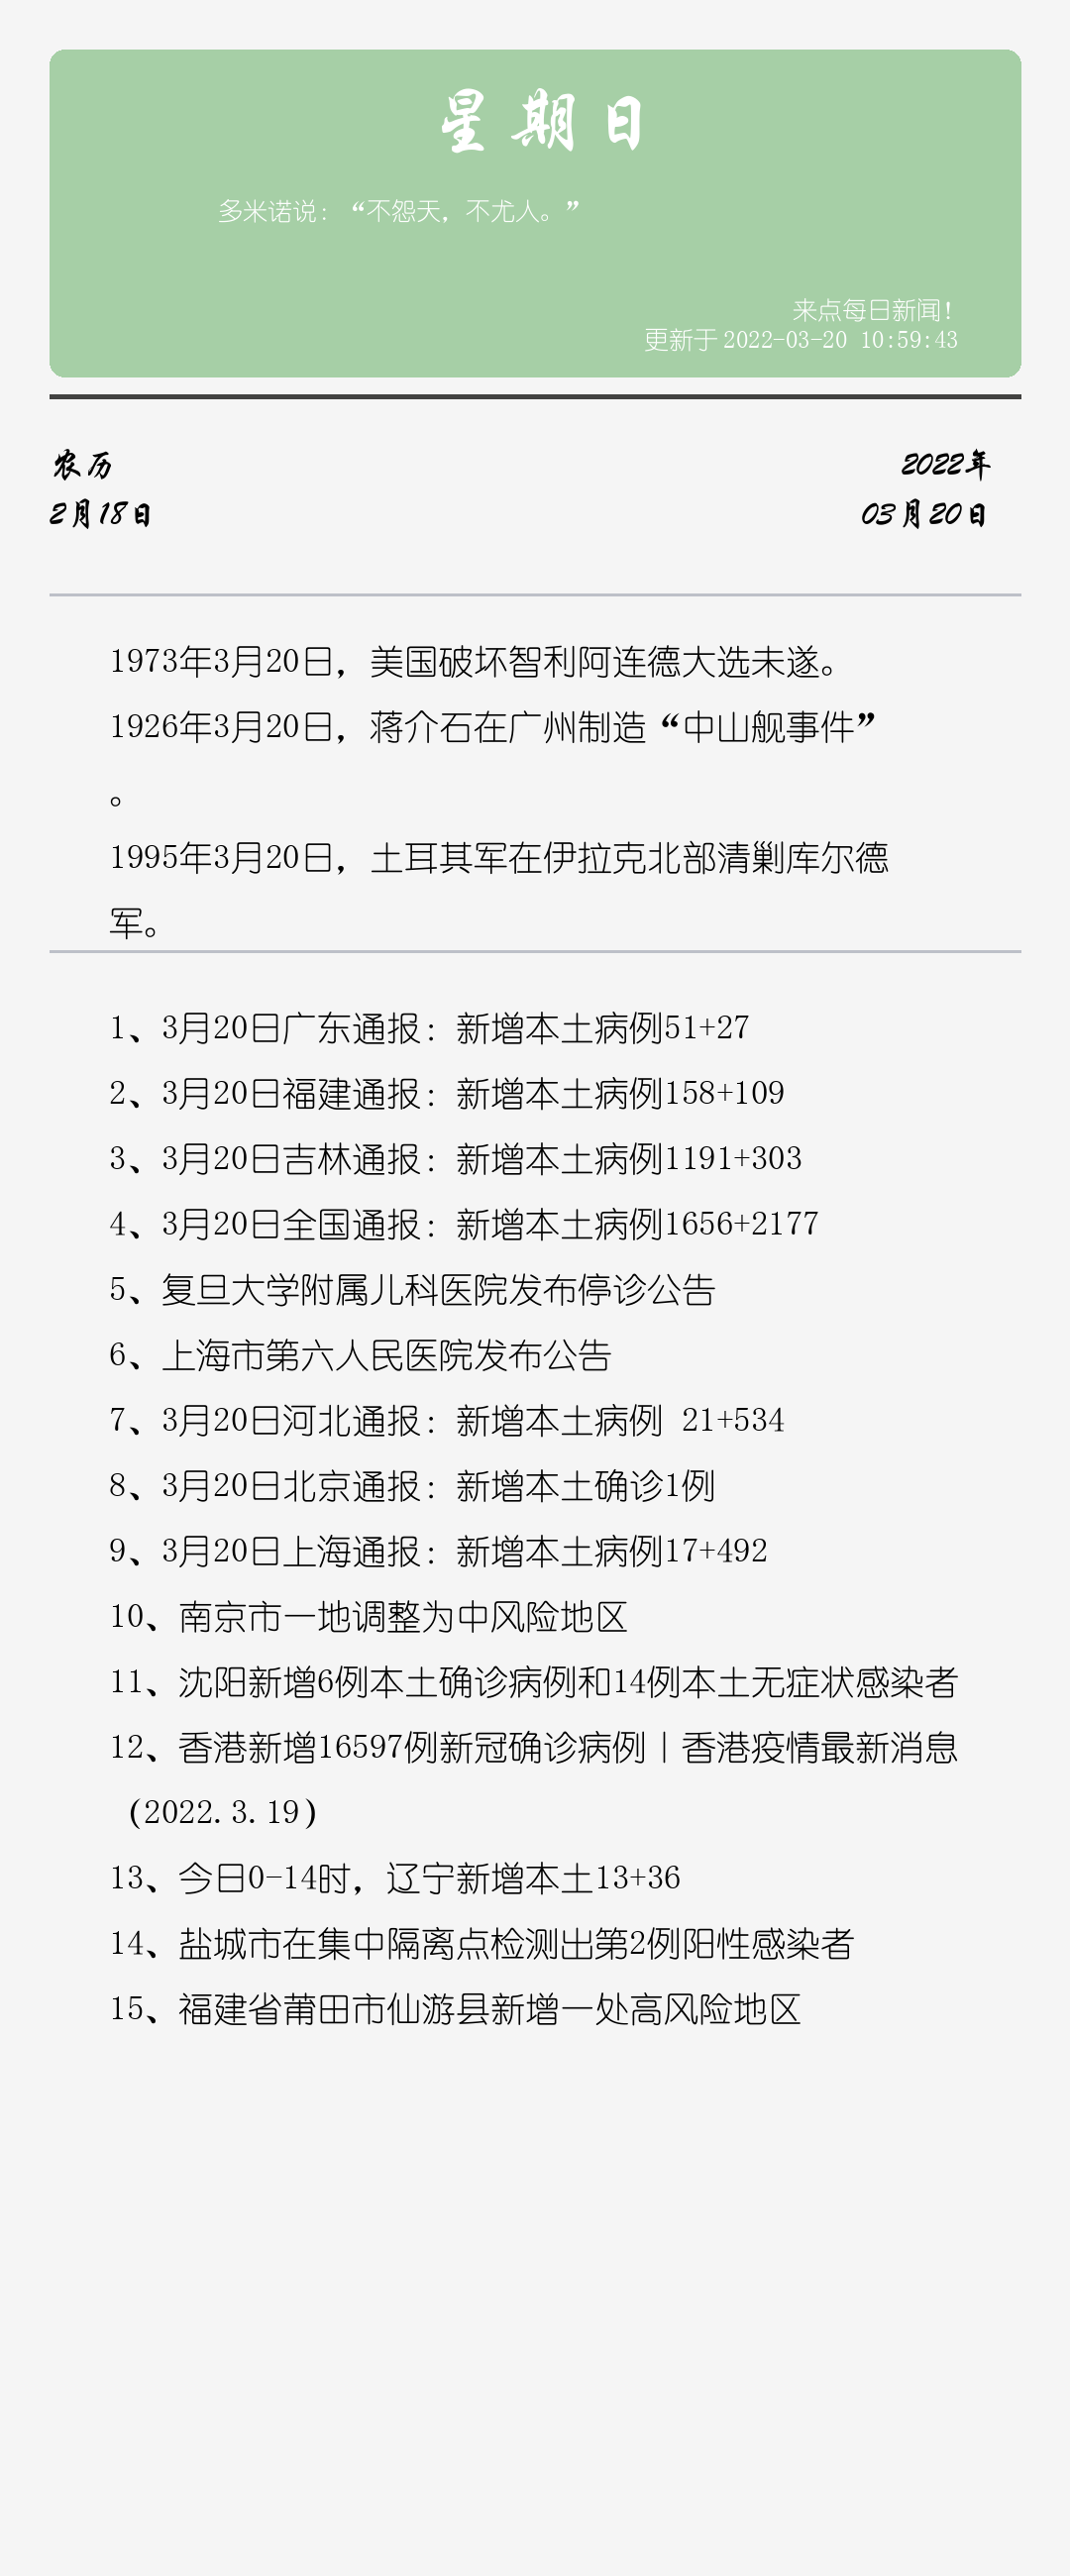 星期日
多米诺说：“不怨天，不尤人。”
来点每日新闻！
更新于 2022-03-20 10:59:43
农历
2月18日
2022年
03月20日
1973年3月20日，美国破坏智利阿连德大选未遂。
1926年3月20日，蒋介石在广州制造“中山舰事件”
。
1995年3月20日，土耳其军在伊拉克北部清剿库尔德
军。
1、3月20日广东通报：新增本土病例51+27
2、3月20日福建通报：新增本土病例158+109
3、3月20日吉林通报：新增本土病例1191+303
4、3月20日全国通报：新增本土病例1656+2177
5、复旦大学附属儿科医院发布停诊公告
6、上海市第六人民医院发布公告
7、3月20日河北通报：新增本土病例 21+534
8、3月20日北京通报：新增本土确诊1例
9、3月20日上海通报：新增本土病例17+492
10、南京市一地调整为中风险地区
11、沈阳新增6例本土确诊病例和14例本土无症状感染者
12、香港新增16597例新冠确诊病例丨香港疫情最新消息
（2022.3.19）
13、今日0-14时，辽宁新增本土13+36
14、盐城市在集中隔离点检测出第2例阳性感染者
15、福建省莆田市仙游县新增一处高风险地区